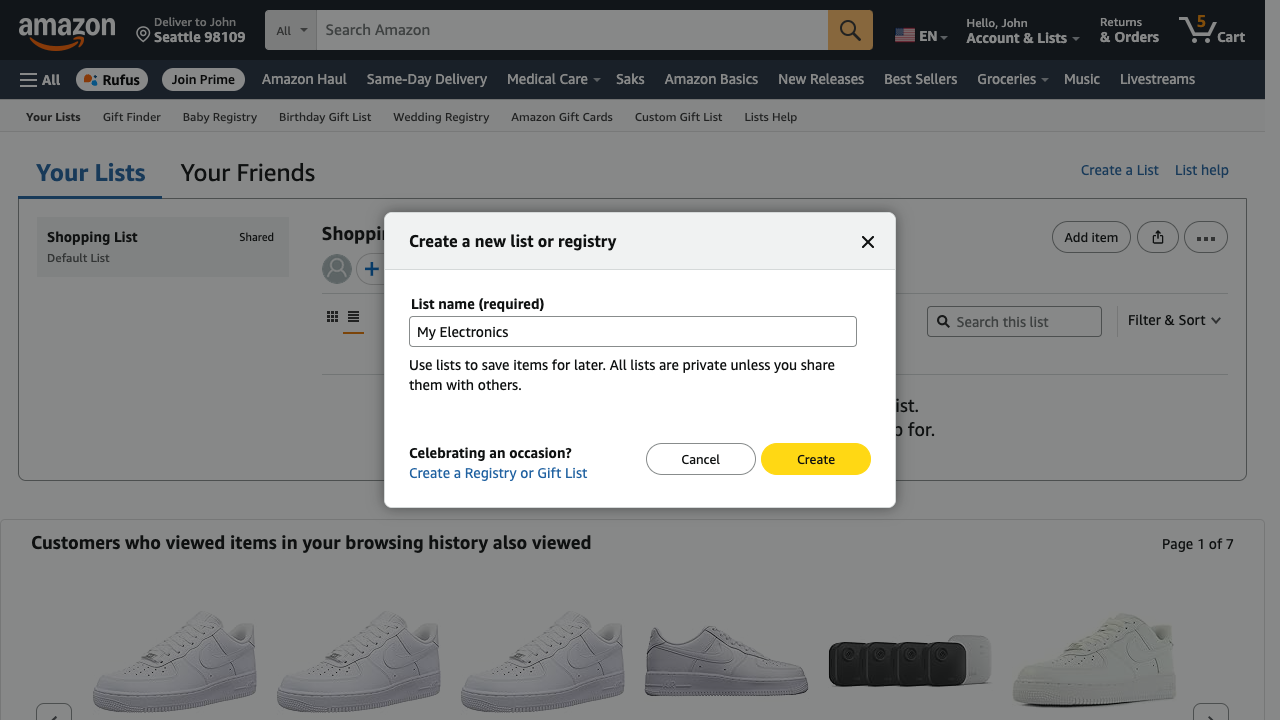 amazon
Deliver to John
Seattle 98109
All
Search Amazon
EN
Hello, John
Account & Lists
Returns
& Orders
5
Cart
All
Rufus
Join Prime
Amazon Haul
Same-Day Delivery
Medical Care
Saks
Amazon Basics
New Releases
Best Sellers
Groceries
Music
Livestreams
Your Lists
Gift Finder
Baby Registry
Birthday Gift List
Wedding Registry
Amazon Gift Cards
Custom Gift List
Lists Help
Your Lists
Your Friends
Create a List
List help
Shopping List
Shared
Default List
Shoppi
Add item
Search this list
Filter & Sort
ist.
for.
Create a new list or registry
List name (required)
My Electronics
Use lists to save items for later. All lists are private unless you share
them with others.
Celebrating an occasion?
Create a Registry or Gift List
Cancel
Create
Customers who viewed items in your browsing history also viewed
Page 1 of 7